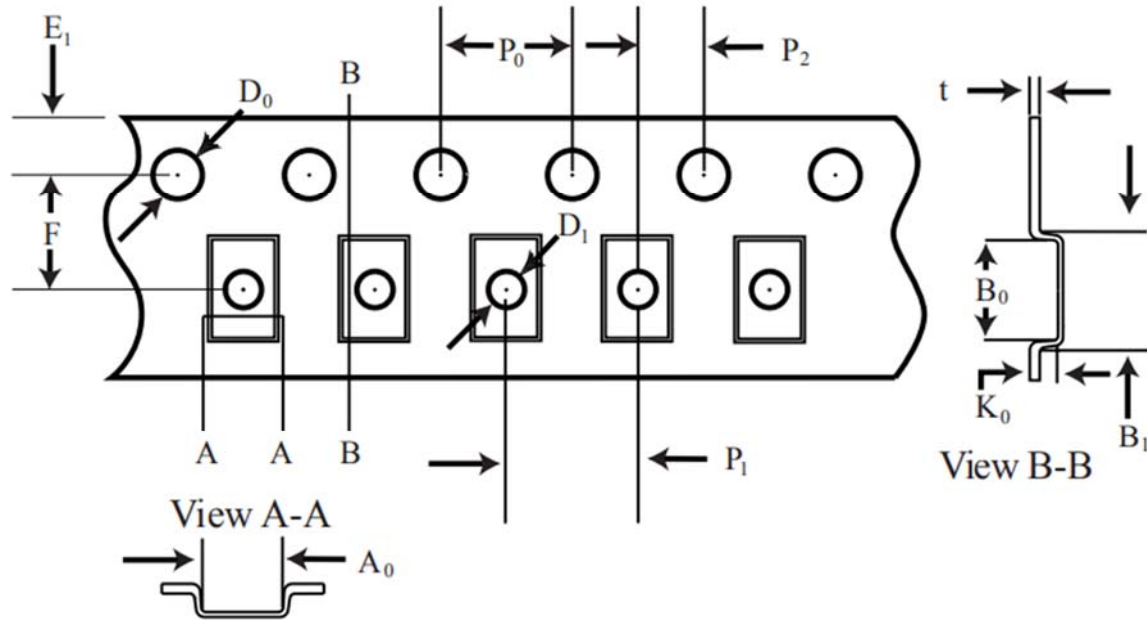 E₁
P₀
P₂
D₀
B
t
F
D₁
B₀
A
A
B
P₁
K₀
B₁
View B-B
View A-A
A₀